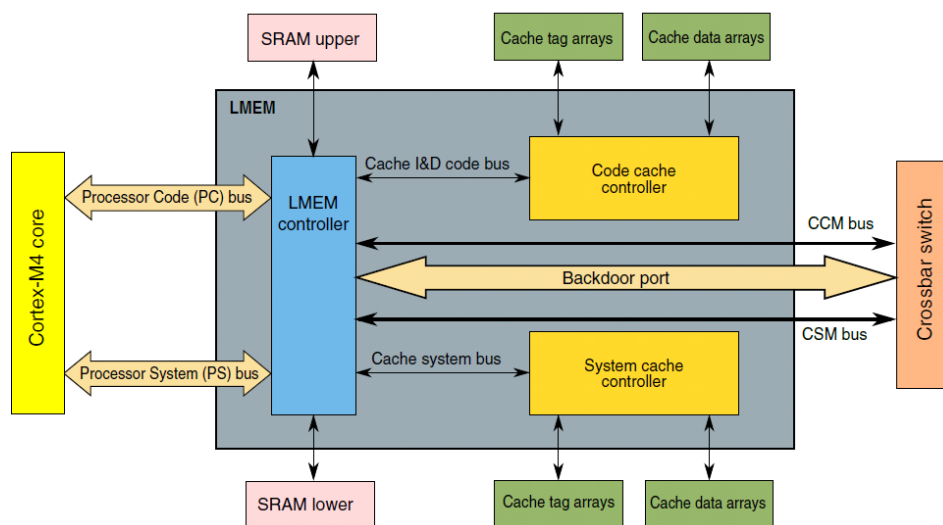 SRAM upper
Cache tag arrays
Cache data arrays
LMEM
Cache I&D code bus
Code cache
controller
Processor Code (PC) bus
LMEM
controller
CCM bus
Cortex-M4 core
Backdoor port
Crossbar switch
CSM bus
Cache system bus
System cache
controller
Processor System (PS) bus
SRAM lower
Cache tag arrays
Cache data arrays